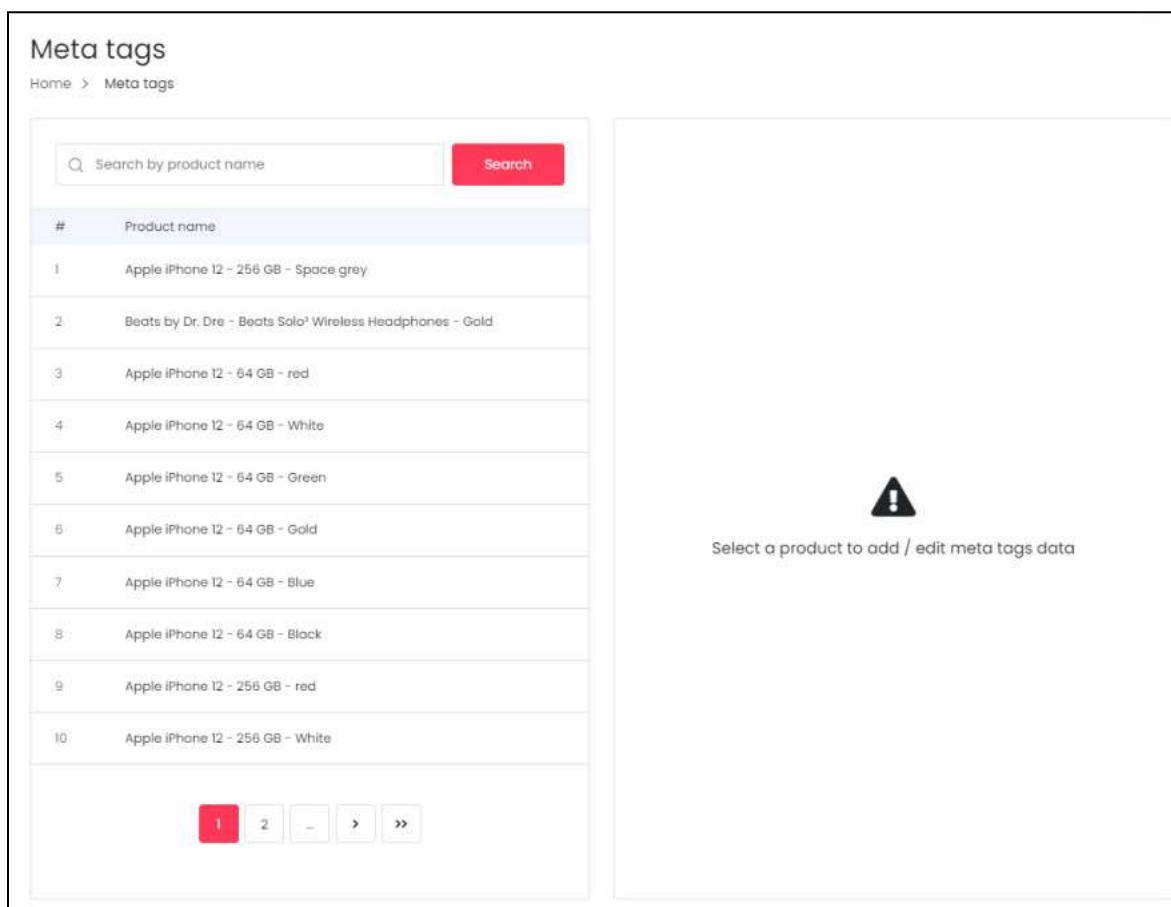 Meta tags
Home > Meta tags
Search by product name
Search
# Product name
1 Apple iPhone 12 - 256 GB - Space grey
2 Beats by Dr. Dre - Beats Solo³ Wireless Headphones - Gold
3 Apple iPhone 12 - 64 GB - red
4 Apple iPhone 12 - 64 GB - White
5 Apple iPhone 12 - 64 GB - Green
6 Apple iPhone 12 - 64 GB - Gold
7 Apple iPhone 12 - 64 GB - Blue
8 Apple iPhone 12 - 64 GB - Black
9 Apple iPhone 12 - 256 GB - red
10 Apple iPhone 12 - 256 GB - White
1 2 ... > >>
Select a product to add / edit meta tags data